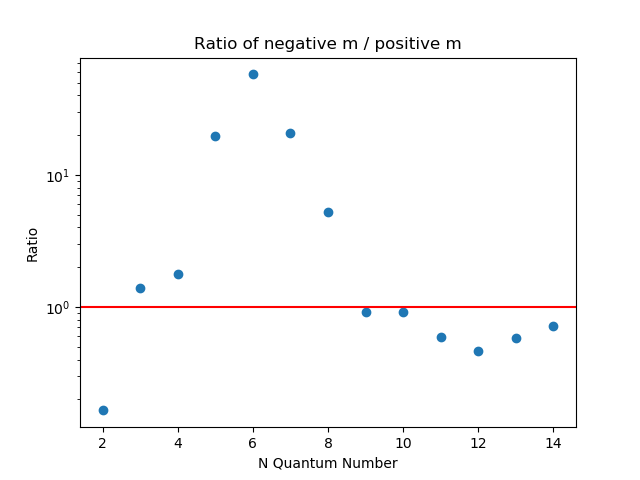 Ratio of negative m / positive m
Ratio
10¹
10⁰
2 4 6 8 10 12 14
N Quantum Number